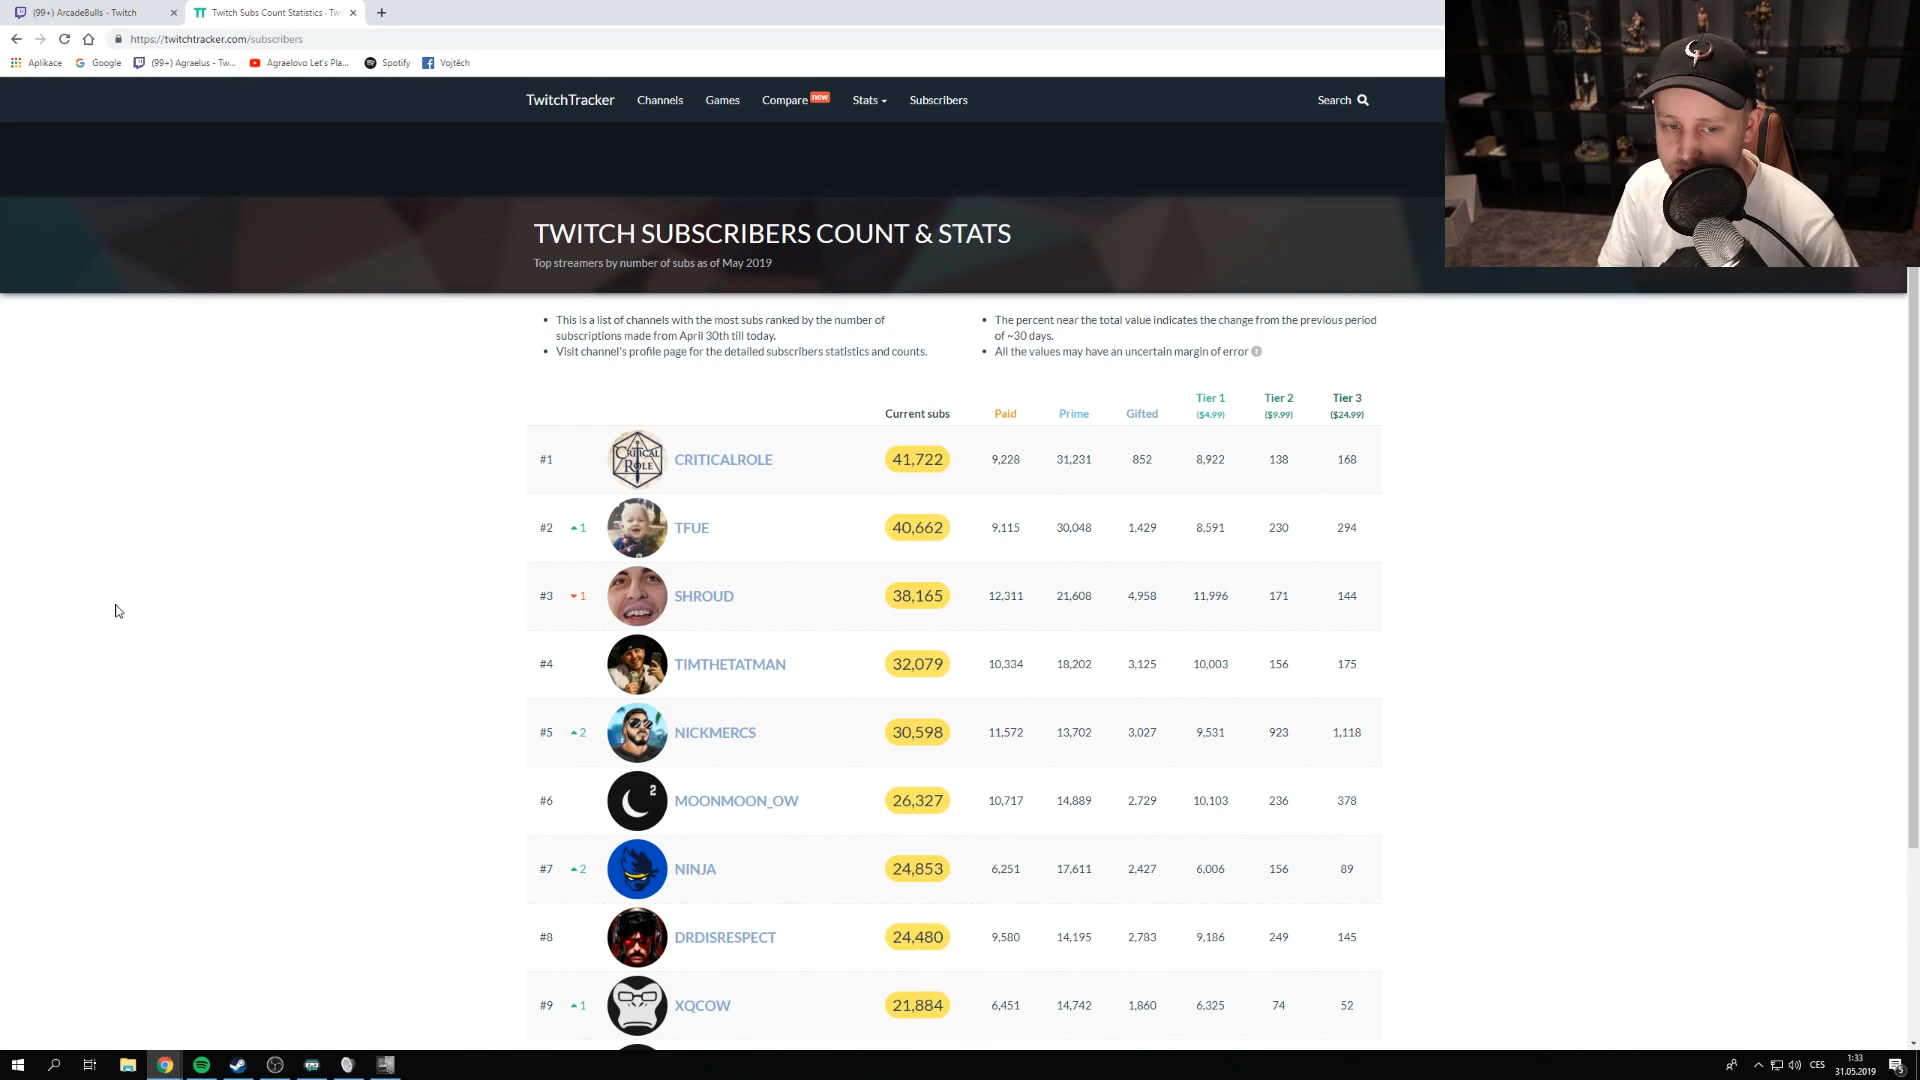 (99+) ArcadeBulls - Twitch
Twitch Subs Count Statistics · Tw
https://twitchtracker.com/subscribers
Aplikace
Google
(99+) Agraelus - Tw...
Agraelovo Let's Pla...
Spotify
Vojtěch
TwitchTracker
Channels
Games
Compare new
Stats
Subscribers
Search
TWITCH SUBSCRIBERS COUNT & STATS
Top streamers by number of subs as of May 2019
• This is a list of channels with the most subs ranked by the number of
subscriptions made from April 30th till today.
• Visit channel's profile page for the detailed subscribers statistics and counts.
• The percent near the total value indicates the change from the previous period
of ~30 days.
• All the values may have an uncertain margin of error
Current subs Paid Prime Gifted Tier 1 ($4.99) Tier 2 ($9.99) Tier 3 ($24.99)
#1 CRITICAL ROLE CRITICALROLE 41,722 9,228 31,231 852 8,922 138 168
#2 1 TFUE 40,662 9,115 30,048 1,429 8,591 230 294
#3 1 SHROUD 38,165 12,311 21,608 4,958 11,996 171 144
#4 TIMTHETATMAN 32,079 10,334 18,202 3,125 10,003 156 175
#5 2 NICKMERCS 30,598 11,572 13,702 3,027 9,531 923 1,118
#6 2 MOONMOON_OW 26,327 10,717 14,889 2,729 10,103 236 378
#7 2 NINJA 24,853 6,251 17,611 2,427 6,006 156 89
#8 DRDISRESPECT 24,480 9,580 14,195 2,783 9,186 249 145
#9 1 XQCOW 21,884 6,451 14,742 1,860 6,325 74 52
CES
1:33
31.05.2019